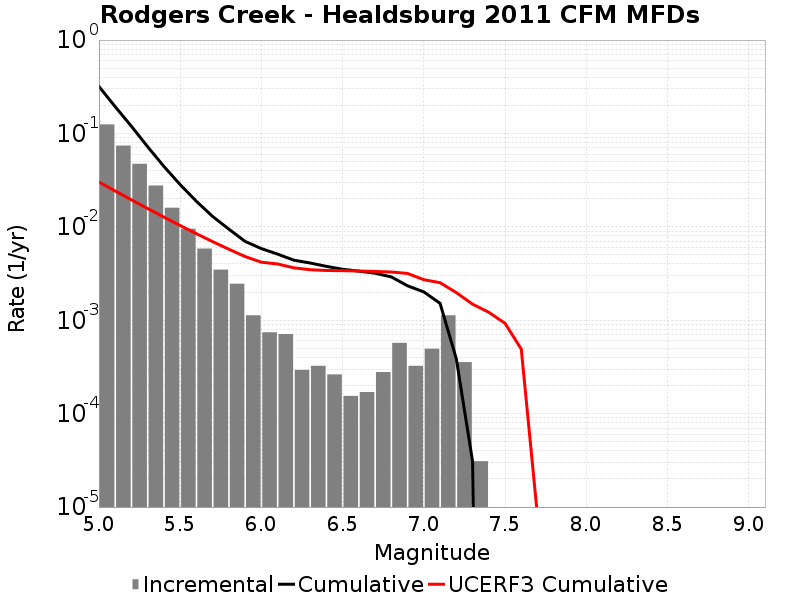 Rodgers Creek - Healdsburg 2011 CFM MFDs
10^0
10^-1
10^-2
10^-3
10^-4
10^-5
Rate (1/yr)
5.0 5.5 6.0 6.5 7.0 7.5 8.0 8.5 9.0
Magnitude
Incremental Cumulative UCERF3 Cumulative